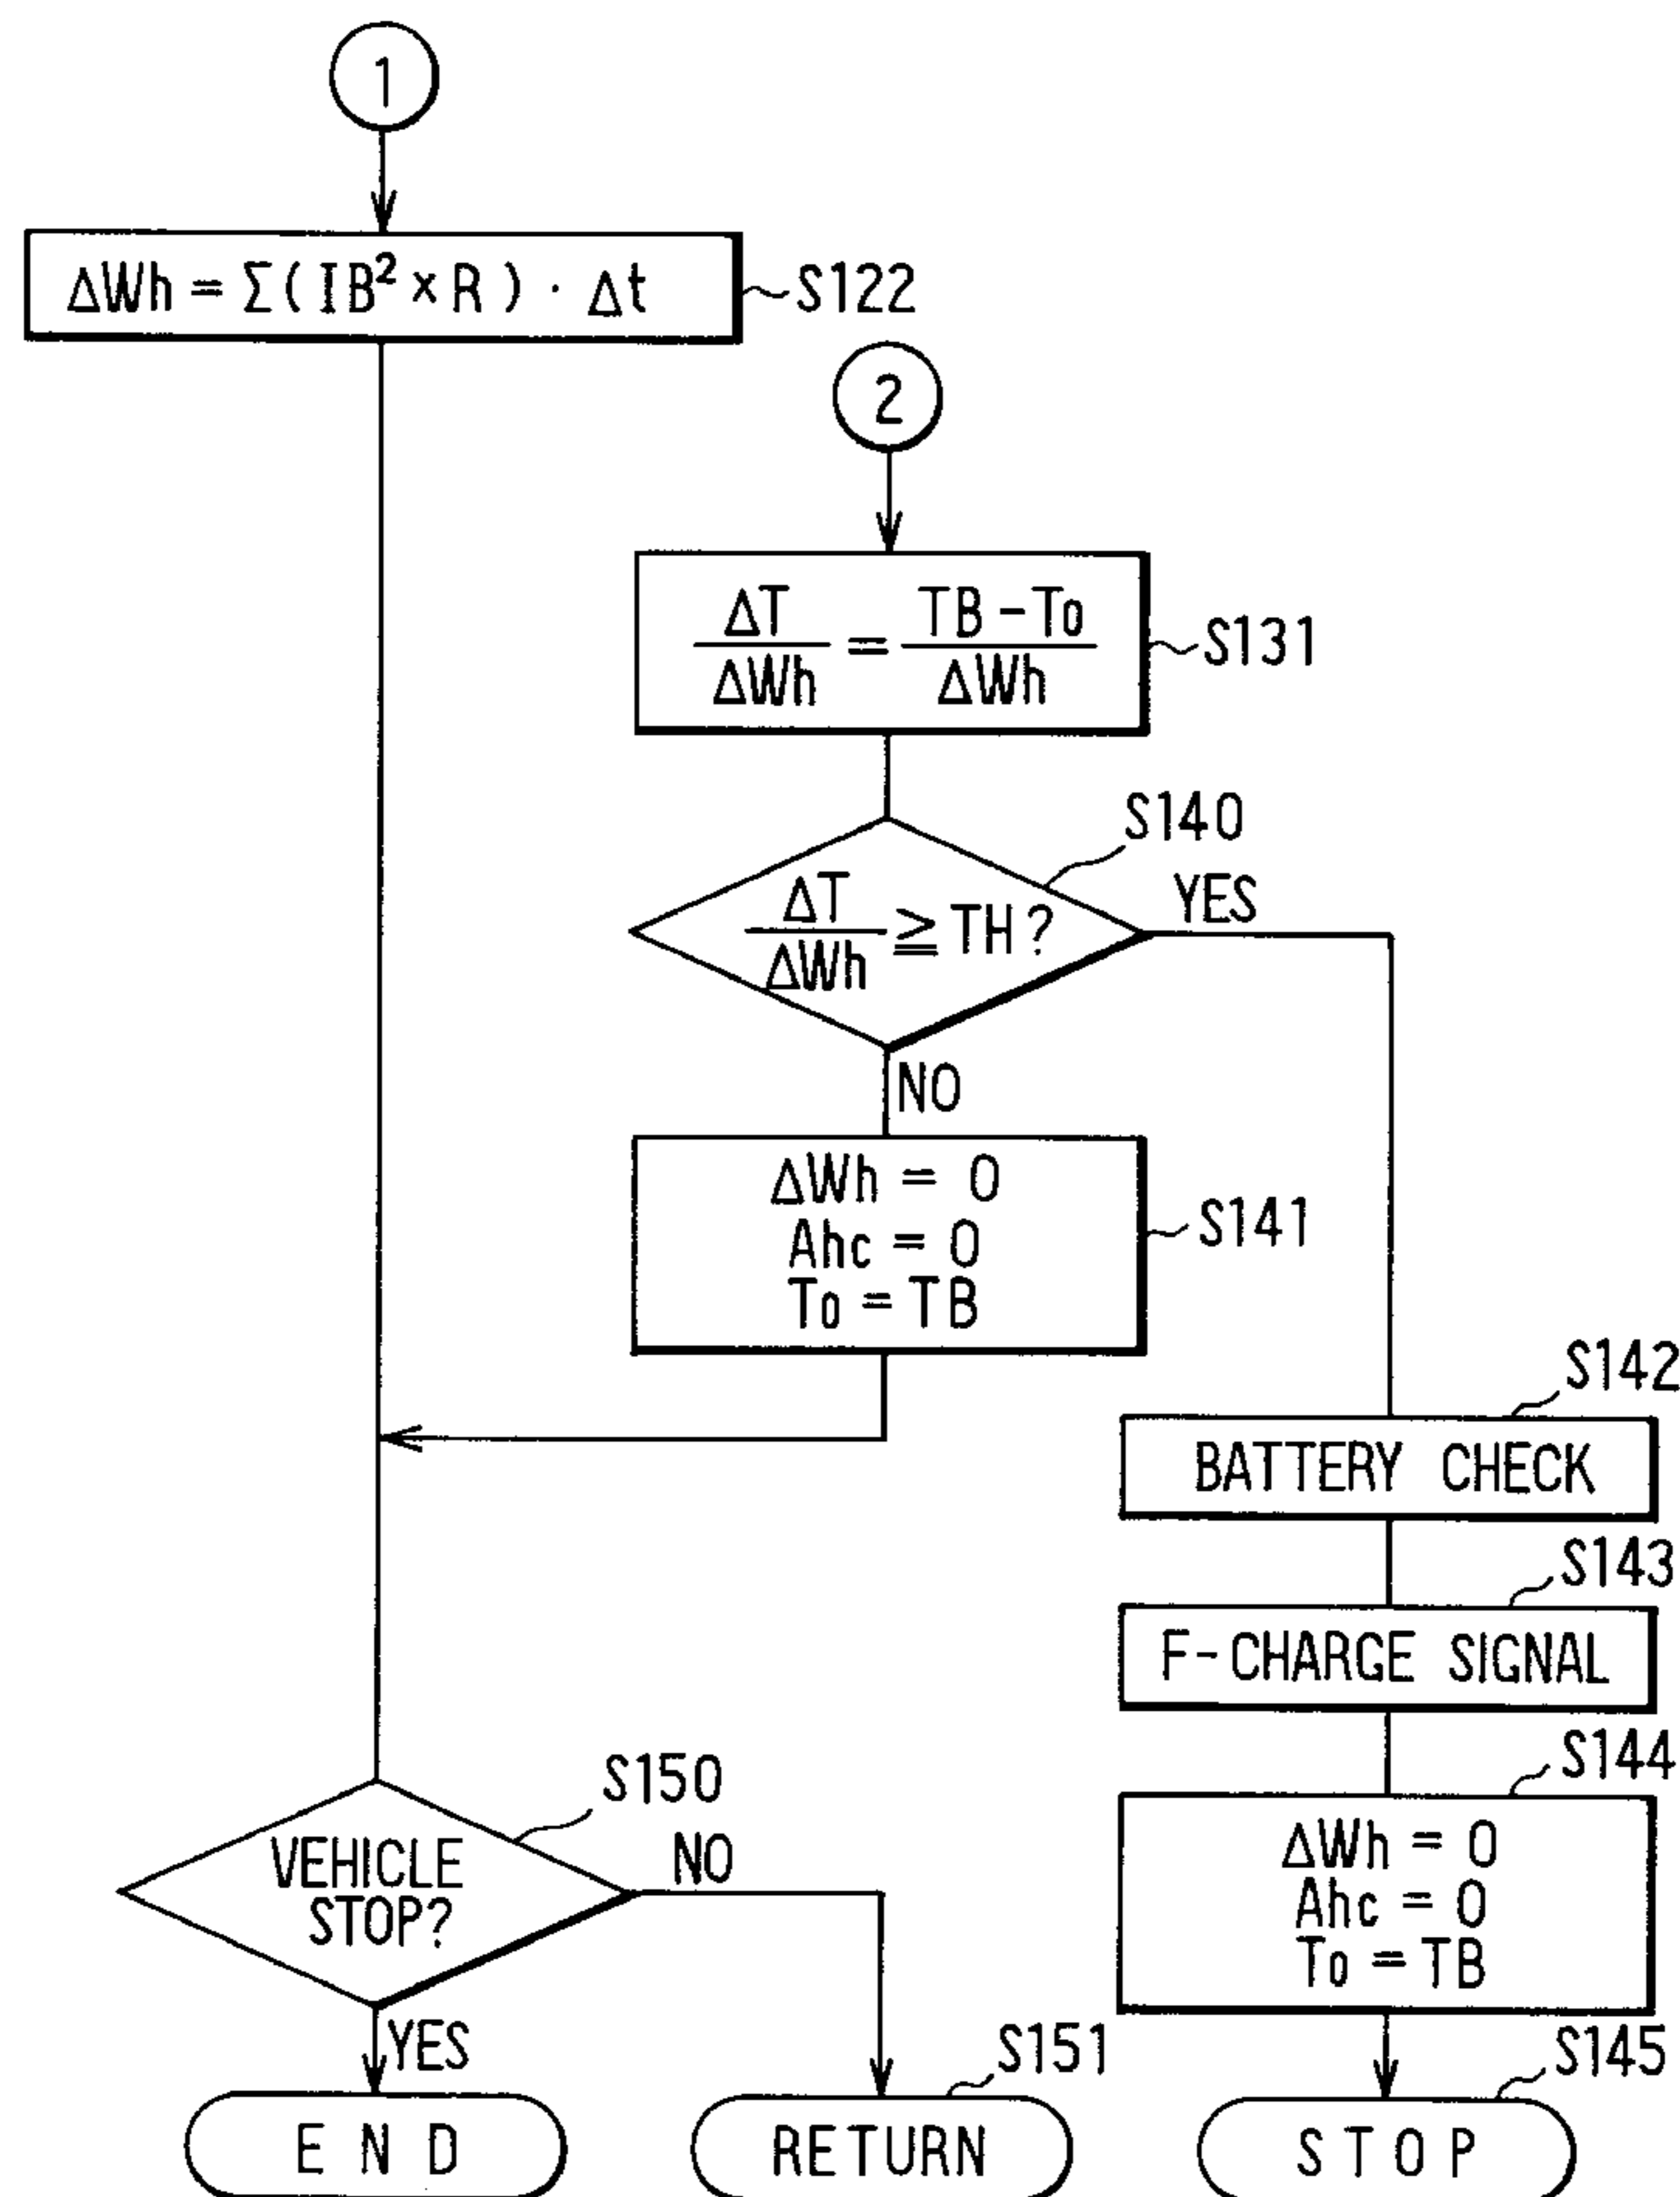 1
ΔWh = Σ(IB² × R) · Δt
S122
2
ΔT/ΔWh = TB - To/ΔWh
S131
S140
ΔT/ΔWh ≧ TH?
YES
NO
ΔWh = 0
Ahc = 0
To = TB
S141
S142
BATTERY CHECK
S143
F-CHARGE SIGNAL
S144
ΔWh = 0
Ahc = 0
To = TB
S150
VEHICLE
STOP?
NO
YES
S151
S145
END
RETURN
STOP